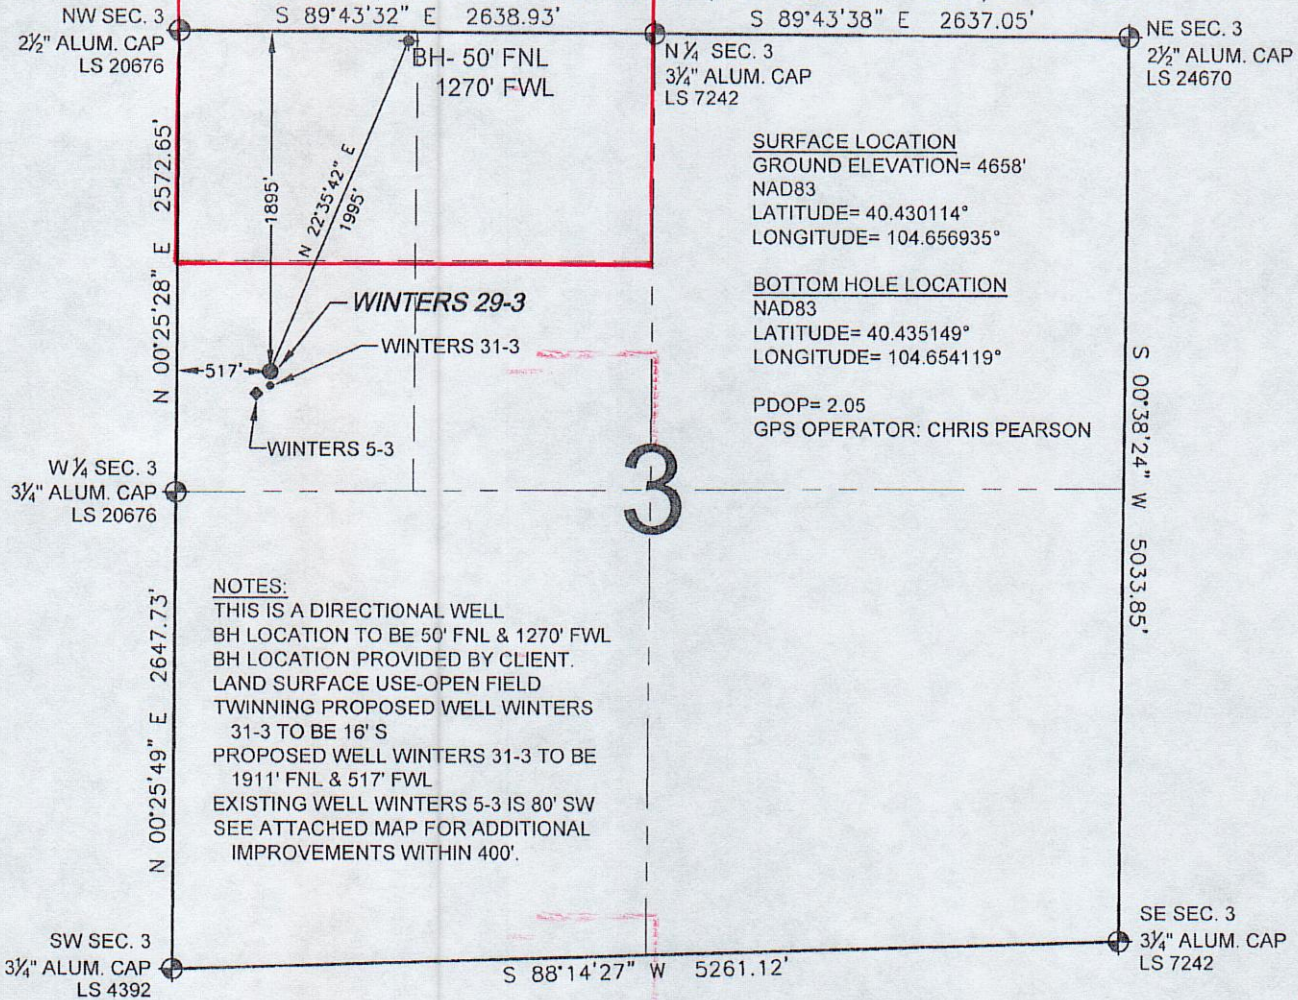 S 89°43'32" E 2638.93'
S 89°43'38" E 2637.05'
NW SEC. 3
2½" ALUM. CAP
LS 20676
BH- 50' FNL
1270' FWL
N ¼ SEC. 3
3¼" ALUM. CAP
LS 7242
NE SEC. 3
2½" ALUM. CAP
LS 24670
SURFACE LOCATION
GROUND ELEVATION= 4658'
NAD83
LATITUDE= 40.430114°
LONGITUDE= 104.656935°
BOTTOM HOLE LOCATION
NAD83
LATITUDE= 40.435149°
LONGITUDE= 104.654119°
PDOP= 2.05
GPS OPERATOR: CHRIS PEARSON
N 00°25'28" E 2572.65'
1895'
N 22°35'42" E
1995'
WINTERS 29-3
WINTERS 31-3
517'
WINTERS 5-3
S 00°38'24" W 5033.85'
W ¼ SEC. 3
3¼" ALUM. CAP
LS 20676
3
N 00°25'49" E 2647.73'
NOTES:
THIS IS A DIRECTIONAL WELL
BH LOCATION TO BE 50' FNL & 1270' FWL
BH LOCATION PROVIDED BY CLIENT.
LAND SURFACE USE-OPEN FIELD
TWINNING PROPOSED WELL WINTERS
31-3 TO BE 16' S
PROPOSED WELL WINTERS 31-3 TO BE
1911' FNL & 517' FWL
EXISTING WELL WINTERS 5-3 IS 80' SW
SEE ATTACHED MAP FOR ADDITIONAL
IMPROVEMENTS WITHIN 400'.
SW SEC. 3
3¼" ALUM. CAP
LS 4392
S 88°14'27" W 5261.12'
SE SEC. 3
3¼" ALUM. CAP
LS 7242